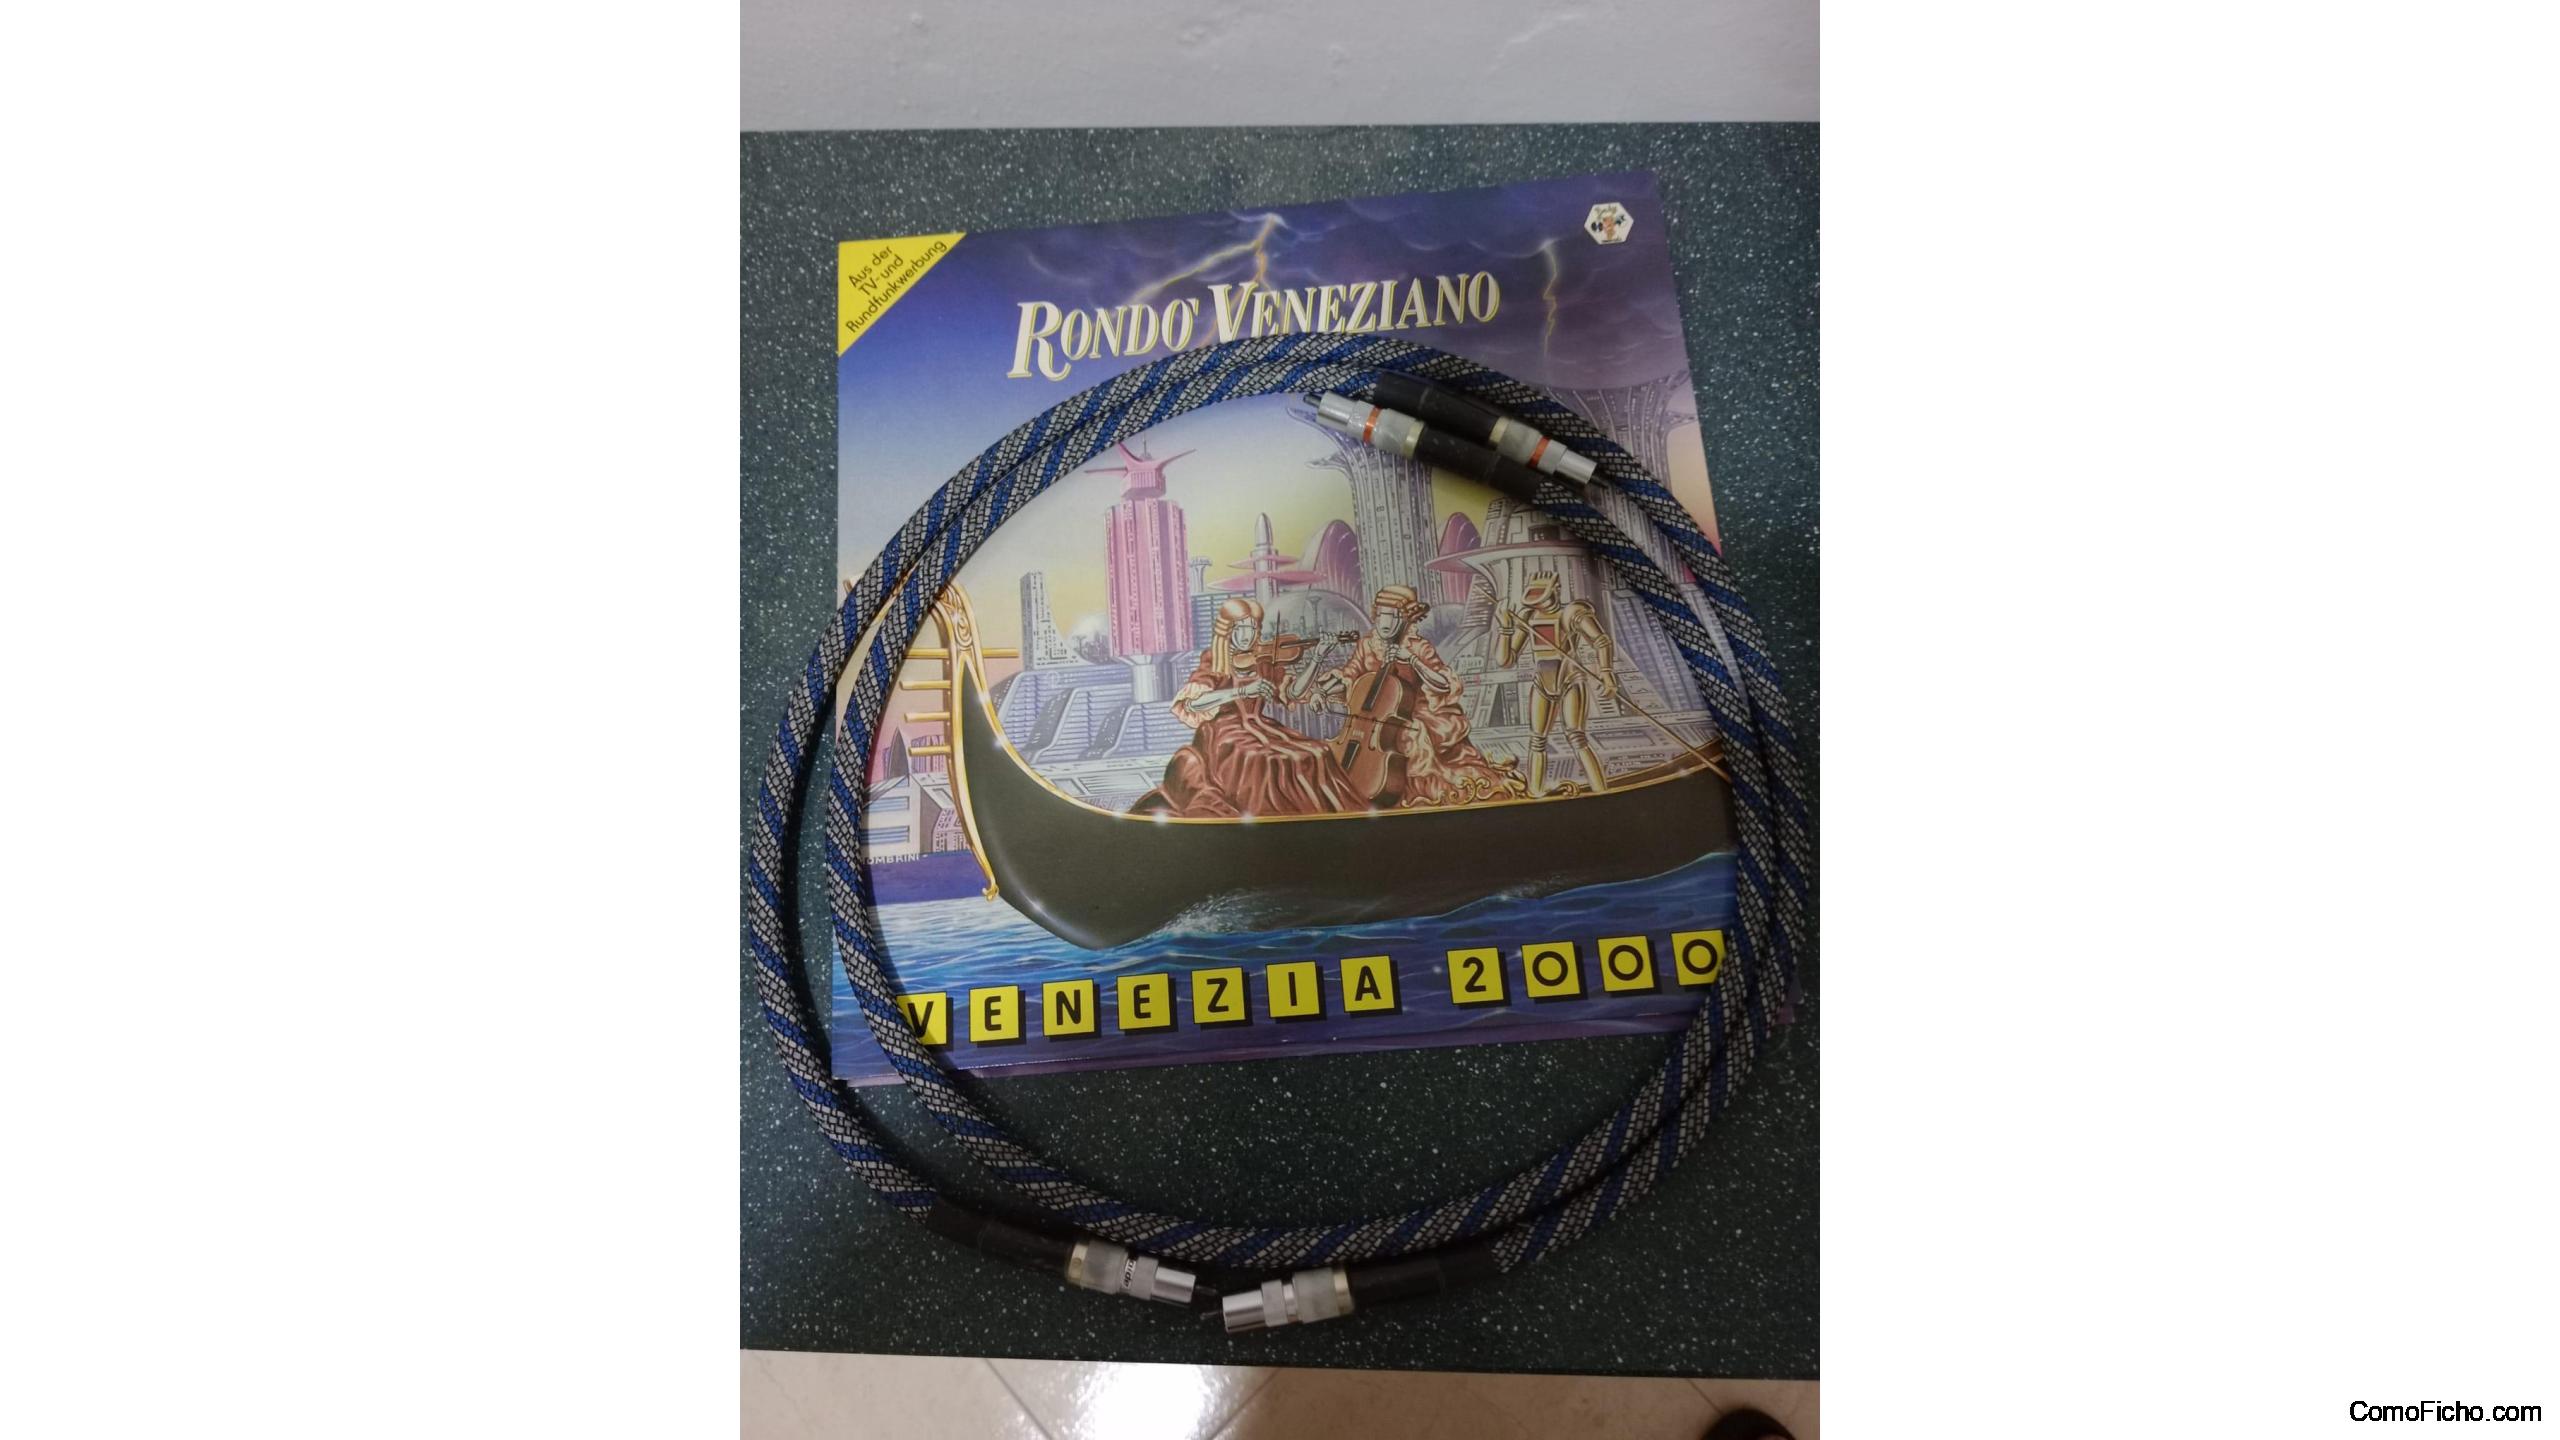 Aus der
TV-und
Rundfunkwerbung
RONDO' VENEZIANO
VENEZIA 2000
ComoFicho.com